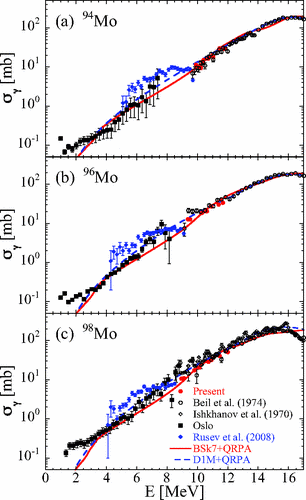 (a) ⁹⁴Mo
10²
10¹
10⁰
10⁻¹
σγ [mb]
(b) ⁹⁶Mo
10²
10¹
10⁰
10⁻¹
σγ [mb]
(c) ⁹⁸Mo
10²
10¹
10⁰
10⁻¹
σγ [mb]
Present
Beil et al. (1974)
Ishkhanov et al. (1970)
Oslo
Rusev et al. (2008)
BSk7+QRPA
D1M+QRPA
0 2 4 6 8 10 12 14 16
E [MeV]